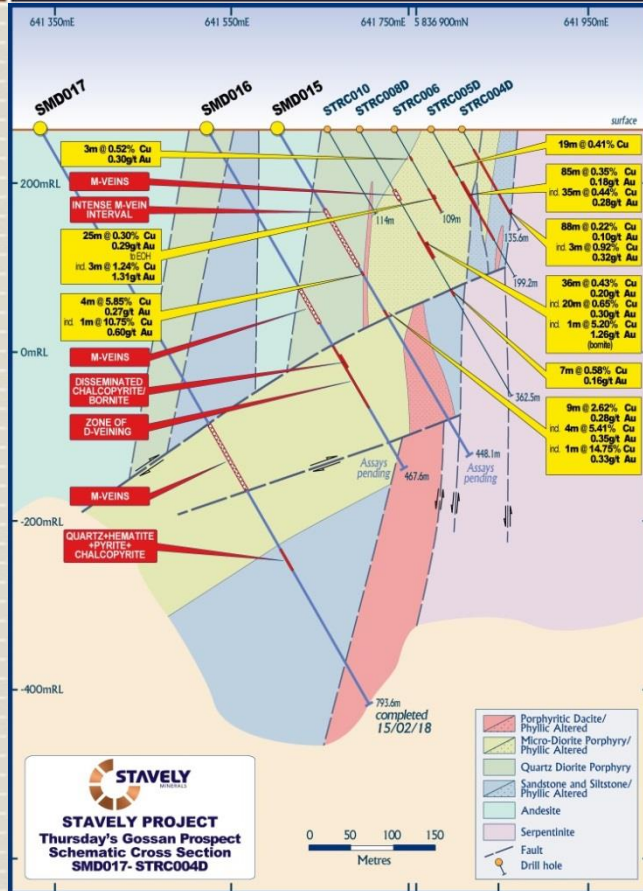 641 350mE
641 550mE
641 750mE
5 836 900mN
641 950mE
SMD017
SMD016
SMD015
STRC010
STRC008D
STRC006
STRC005D
STRC004D
surface
3m @ 0.52% Cu
0.30g/t Au
M-VEINS
INTENSE M-VEIN
INTERVAL
25m @ 0.30% Cu
0.29g/t Au
to EOH
incl. 3m @ 1.24% Cu
1.31g/t Au
4m @ 5.85% Cu
0.27g/t Au
incl. 1m @ 10.75% Cu
0.60g/t Au
M-VEINS
DISSEMINATED
CHALCOPYRITE/
BORNITE
ZONE OF
D-VEINING
M-VEINS
QUARTZ+HEMATITE
+PYRITE+
CHALCOPYRITE
200mRL
0mRL
-200mRL
-400mRL
19m @ 0.41% Cu
85m @ 0.35% Cu
0.18g/t Au
incl. 35m @ 0.44% Cu
0.28g/t Au
88m @ 0.22% Cu
0.10g/t Au
incl. 3m @ 0.92% Cu
0.32g/t Au
36m @ 0.43% Cu
0.20g/t Au
incl. 20m @ 0.65% Cu
0.30g/t Au
incl. 1m @ 5.20% Cu
1.26g/t Au
(bornite)
7m @ 0.58% Cu
0.16g/t Au
9m @ 2.62% Cu
0.28g/t Au
incl. 4m @ 5.41% Cu
0.35g/t Au
incl. 1m @ 14.75% Cu
0.33g/t Au
114m
109m
135.6m
199.2m
362.5m
448.1m
Assays
pending
467.6m
Assays
pending
793.6m
completed
15/02/18
STAVELY
MINERALS
STAVELY PROJECT
Thursday's Gossan Prospect
Schematic Cross Section
SMD017- STRC004D
0 50 100 150
Metres
Porphyritic Dacite/
Phyllic Altered
Micro-Diorite Porphyry/
Phyllic Altered
Quartz Diorite Porphyry
Sandstone and Siltstone/
Phyllic Altered
Andesite
Serpentinite
Fault
Drill hole